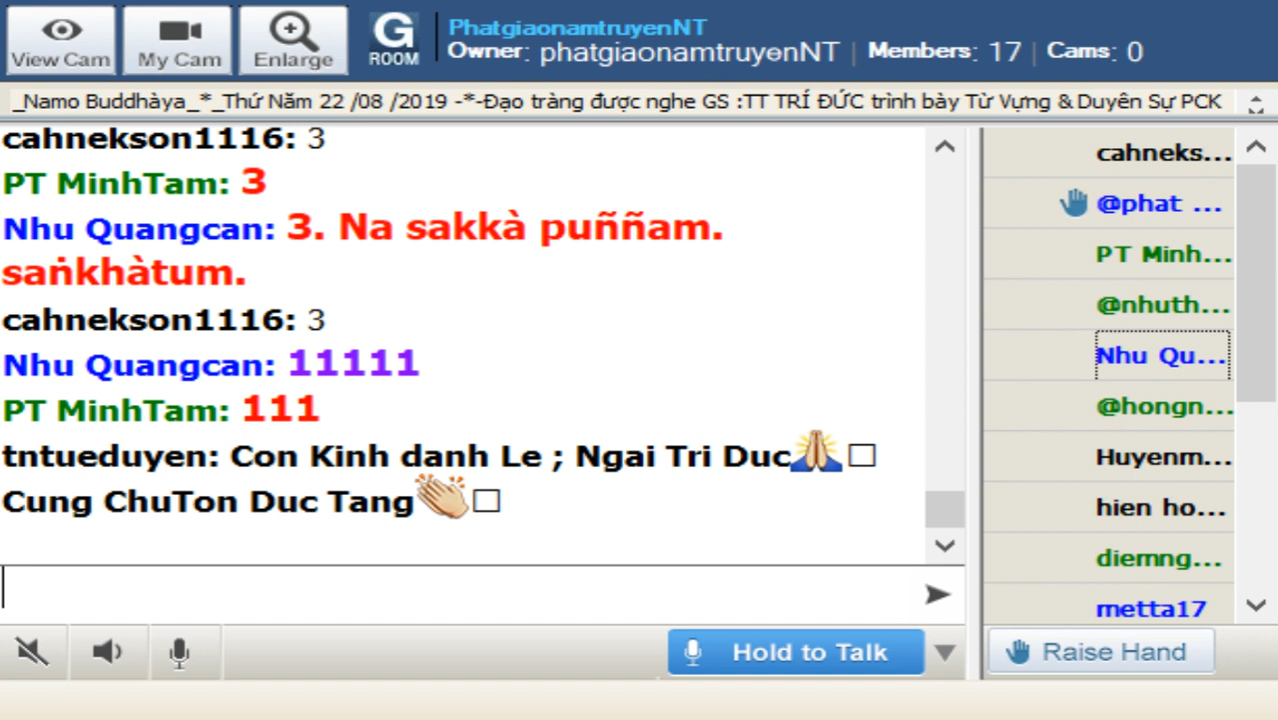 View Cam
My Cam
Enlarge
G
ROOM
PhatgiaonamtruyenNT
Owner: phatgiaonamtruyenNT | Members: 17 | Cams: 0
_Namo Buddhàya_*_Thứ Năm 22 /08 /2019 -*-Đạo tràng được nghe GS :TT TRÍ ĐỨC trình bày Từ Vựng & Duyên Sự PCK
cahnekson1116: 3
PT MinhTam: 3
Nhu Quangcan: 3. Na sakkà puññam.
saṅkhàtum.
cahnekson1116: 3
Nhu Quangcan: 11111
PT MinhTam: 111
tntueduyen: Con Kinh danh Le ; Ngai Tri Duc🙏□
Cung ChuTon Duc Tang👏□
cahneks...
@phat ...
PT Minh...
@nhuth...
Nhu Qu...
@hongn...
Huyenm...
hien ho...
diemng...
metta17
Hold to Talk
Raise Hand